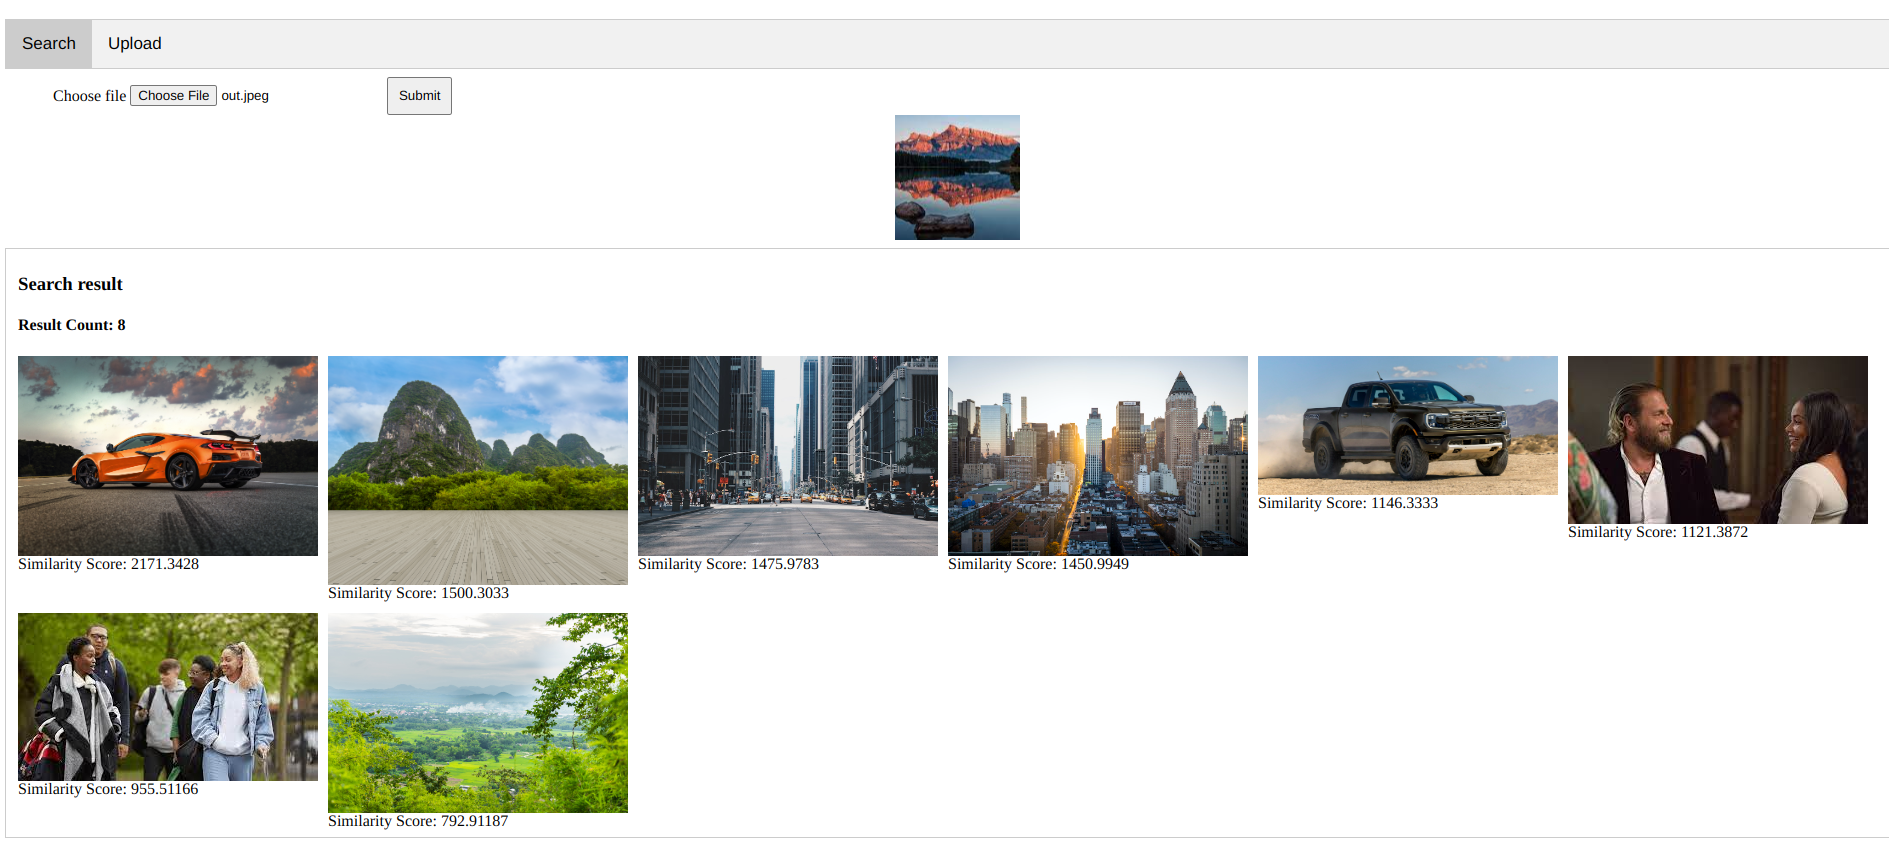 Search Upload
Choose file Choose File out.jpeg Submit
Search result
Result Count: 8
Similarity Score: 2171.3428
Similarity Score: 1500.3033
Similarity Score: 1475.9783
Similarity Score: 1450.9949
Similarity Score: 1146.3333
Similarity Score: 1121.3872
Similarity Score: 955.51166
Similarity Score: 792.91187